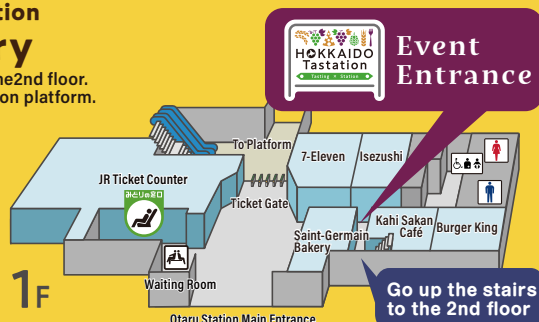 tion
ry
ne2nd floor.
on platform.
HOKKAIDO
Tastation
Tasting × Station
Event
Entrance
To Platform
7-Eleven
Isezushi
JR Ticket Counter
みどりの窓口
Ticket Gate
Saint-Germain
Bakery
Kahi Sakan
Café
Burger King
Waiting Room
1F
Go up the stairs
to the 2nd floor
Otaru Station Main Entrance